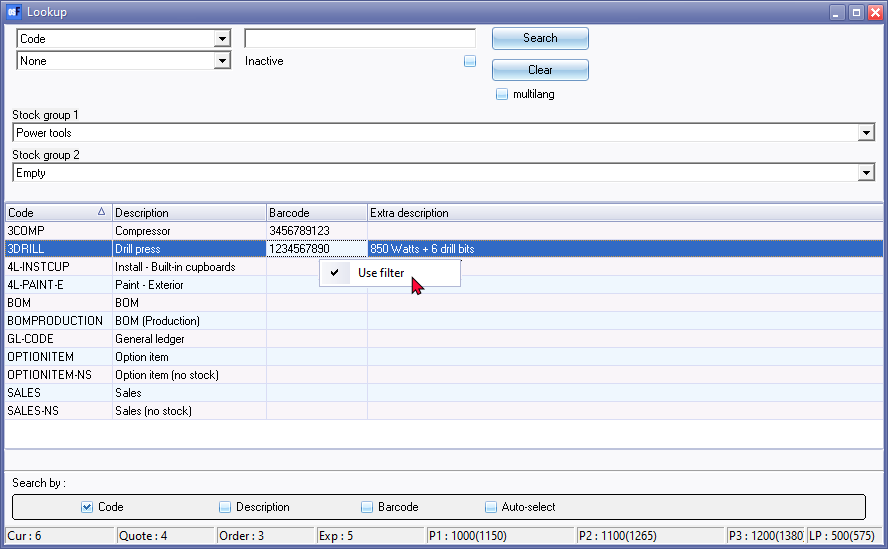 Lookup
Code Search
None Inactive
Clear
multilang
Stock group 1
Power tools
Stock group 2
Empty
Code Description Barcode Extra description
3COMP Compressor 3456789123
3DRILL Drill press 1234567890 850 Watts + 6 drill bits
4L-INSTCUP Install - Built-in cupboards
Use filter
4L-PAINT-E Paint - Exterior
BOM BOM
BOMPRODUCTION BOM (Production)
GL-CODE General ledger
OPTIONITEM Option item
OPTIONITEM-NS Option item (no stock)
SALES Sales
SALES-NS Sales (no stock)
Search by :
Code Description Barcode Auto-select
Cur : 6 Quote : 4 Order : 3 Exp : 5 P1 : 1000(1150) P2 : 1100(1265) P3 : 1200(1380) LP : 500(575)